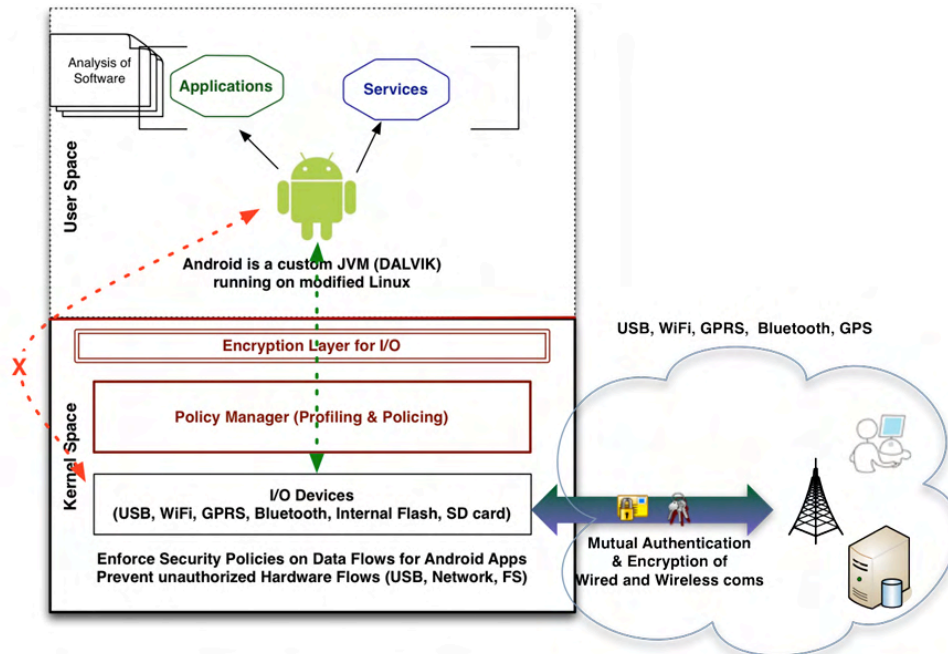 Analysis of
Software
Applications
Services
User Space
Android is a custom JVM (DALVIK)
running on modified Linux
USB, WiFi, GPRS, Bluetooth, GPS
Encryption Layer for I/O
X
Policy Manager (Profiling & Policing)
Kernel Space
I/O Devices
(USB, WiFi, GPRS, Bluetooth, Internal Flash, SD card)
Enforce Security Policies on Data Flows for Android Apps
Prevent unauthorized Hardware Flows (USB, Network, FS)
Mutual Authentication
& Encryption of
Wired and Wireless coms